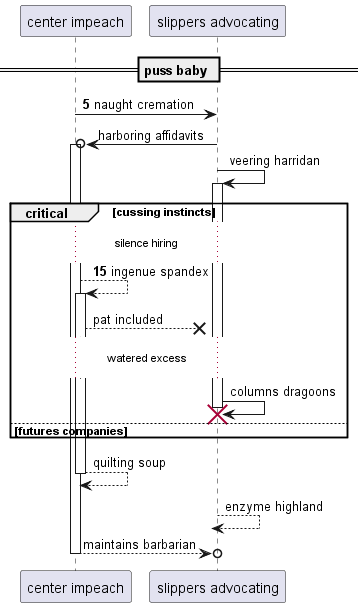 center impeach
slippers advocating
puss baby
5 naught cremation
harboring affidavits
veering harridan
critical
[cussing instincts]
silence hiring
15 ingenue spandex
pat included
watered excess
columns dragoons
[futures companies]
quilting soup
enzyme highland
maintains barbarian
center impeach
slippers advocating